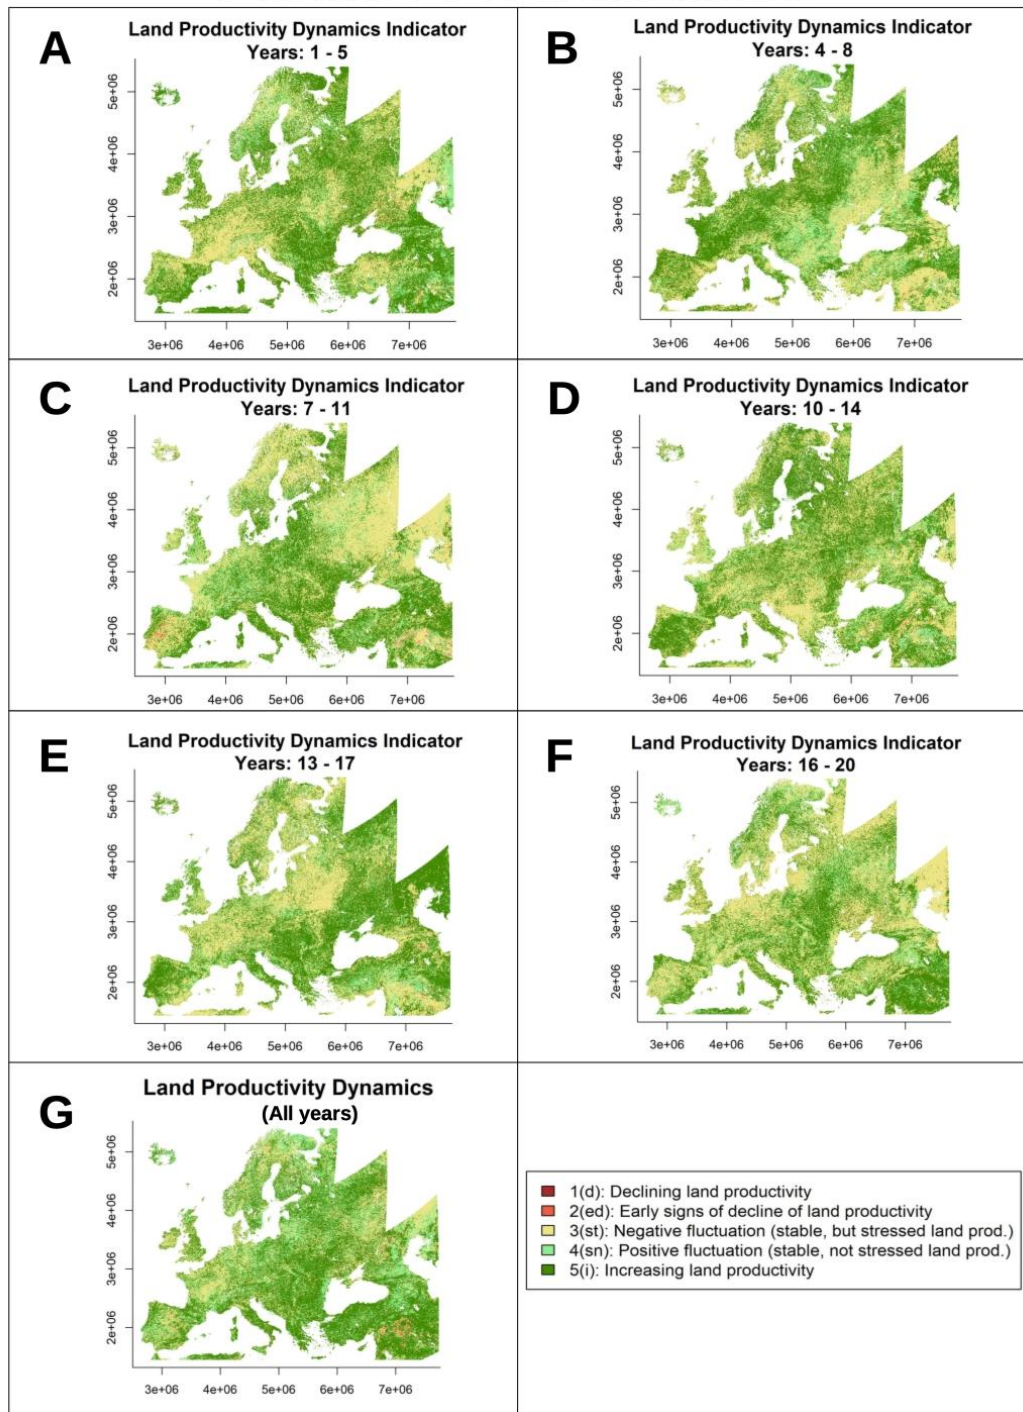 A
Land Productivity Dynamics Indicator
Years: 1 - 5
5e+06
4e+06
3e+06
2e+06
3e+06 4e+06 5e+06 6e+06 7e+06
B
Land Productivity Dynamics Indicator
Years: 4 - 8
5e+06
4e+06
3e+06
2e+06
3e+06 4e+06 5e+06 6e+06 7e+06
C
Land Productivity Dynamics Indicator
Years: 7 - 11
5e+06
4e+06
3e+06
2e+06
3e+06 4e+06 5e+06 6e+06 7e+06
D
Land Productivity Dynamics Indicator
Years: 10 - 14
5e+06
4e+06
3e+06
2e+06
3e+06 4e+06 5e+06 6e+06 7e+06
E
Land Productivity Dynamics Indicator
Years: 13 - 17
5e+06
4e+06
3e+06
2e+06
3e+06 4e+06 5e+06 6e+06 7e+06
F
Land Productivity Dynamics Indicator
Years: 16 - 20
5e+06
4e+06
3e+06
2e+06
3e+06 4e+06 5e+06 6e+06 7e+06
G
Land Productivity Dynamics
(All years)
5e+06
4e+06
3e+06
2e+06
3e+06 4e+06 5e+06 6e+06 7e+06
1(d): Declining land productivity
2(ed): Early signs of decline of land productivity
3(st): Negative fluctuation (stable, but stressed land prod.)
4(sn): Positive fluctuation (stable, not stressed land prod.)
5(i): Increasing land productivity